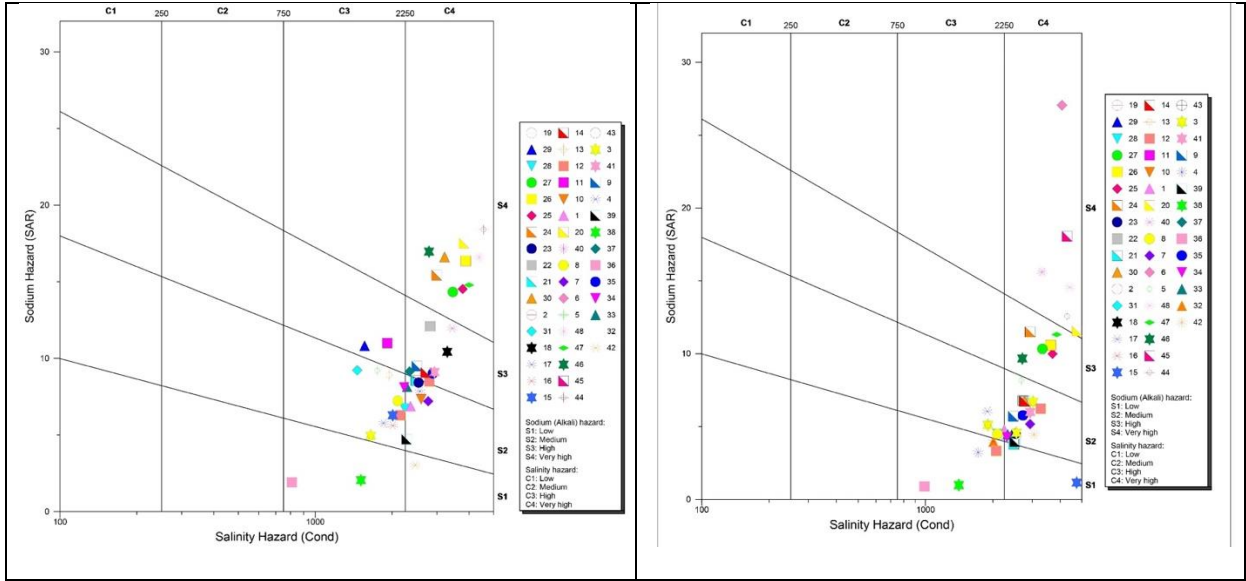 C1 C2 C3 C4
250 750 2250
30
20
10
0
Sodium Hazard (SAR)
S4
S3
S2
S1
100 1000
Salinity Hazard (Cond)
19 14 43
29 13 3
28 12 41
27 11 9
26 10 4
25 1 39
24 20 38
23 40 37
22 8 36
21 7 35
30 6 34
2 5 33
31 48 32
18 47 42
17 46
16 45
15 44
Sodium (Alkali) hazard:
S1: Low
S2: Medium
S3: High
S4: Very high
Salinity hazard:
C1: Low
C2: Medium
C3: High
C4: Very high
C1 C2 C3 C4
250 750 2250
30
20
10
0
Sodium Hazard (SAR)
S4
S3
S2
S1
100 1000
Salinity Hazard (Cond)
19 14 43
29 13 3
28 12 41
27 11 9
26 10 4
25 1 39
24 20 38
23 40 37
22 8 36
21 7 35
30 6 34
2 5 33
31 48 32
18 47 42
17 46
16 45
15 44
Sodium (Alkali) hazard:
S1: Low
S2: Medium
S3: High
S4: Very high
Salinity hazard:
C1: Low
C2: Medium
C3: High
C4: Very high